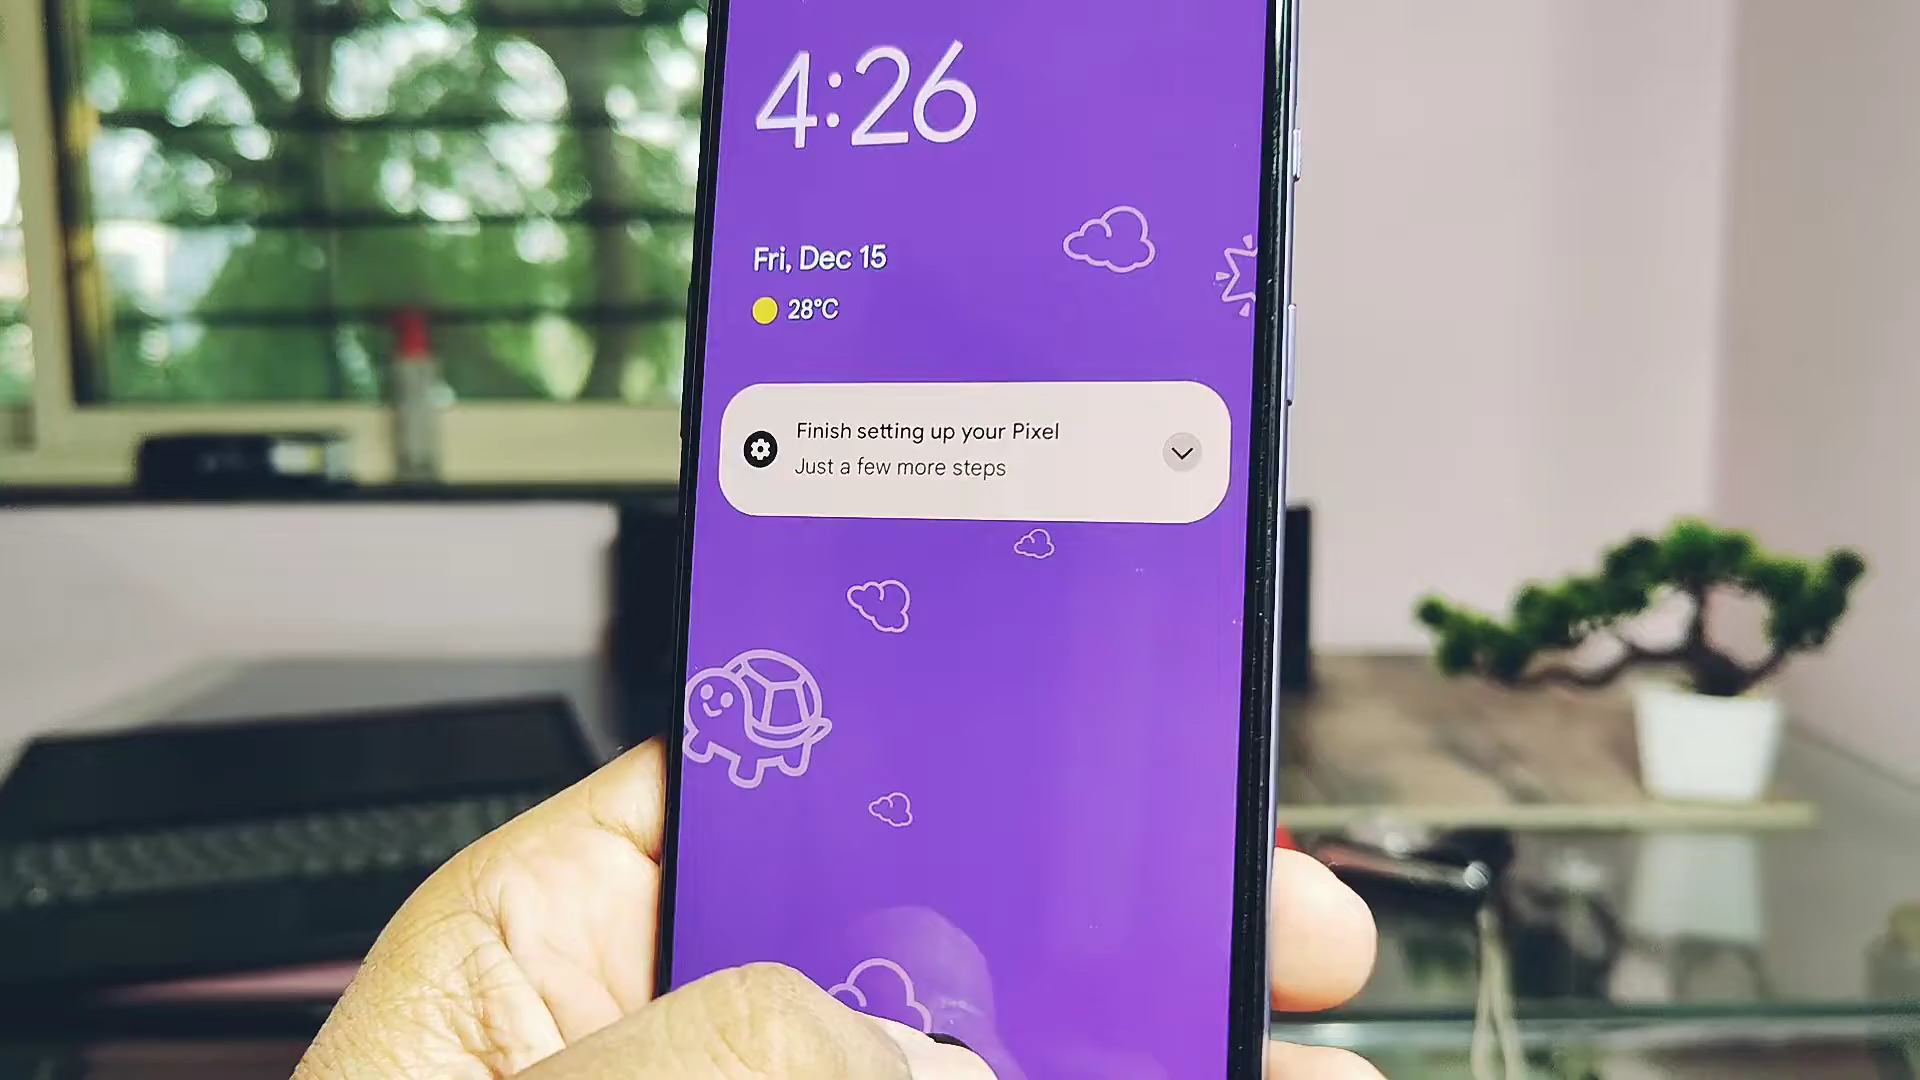 4:26
Fri, Dec 15
28°C
Finish setting up your Pixel
Just a few more steps